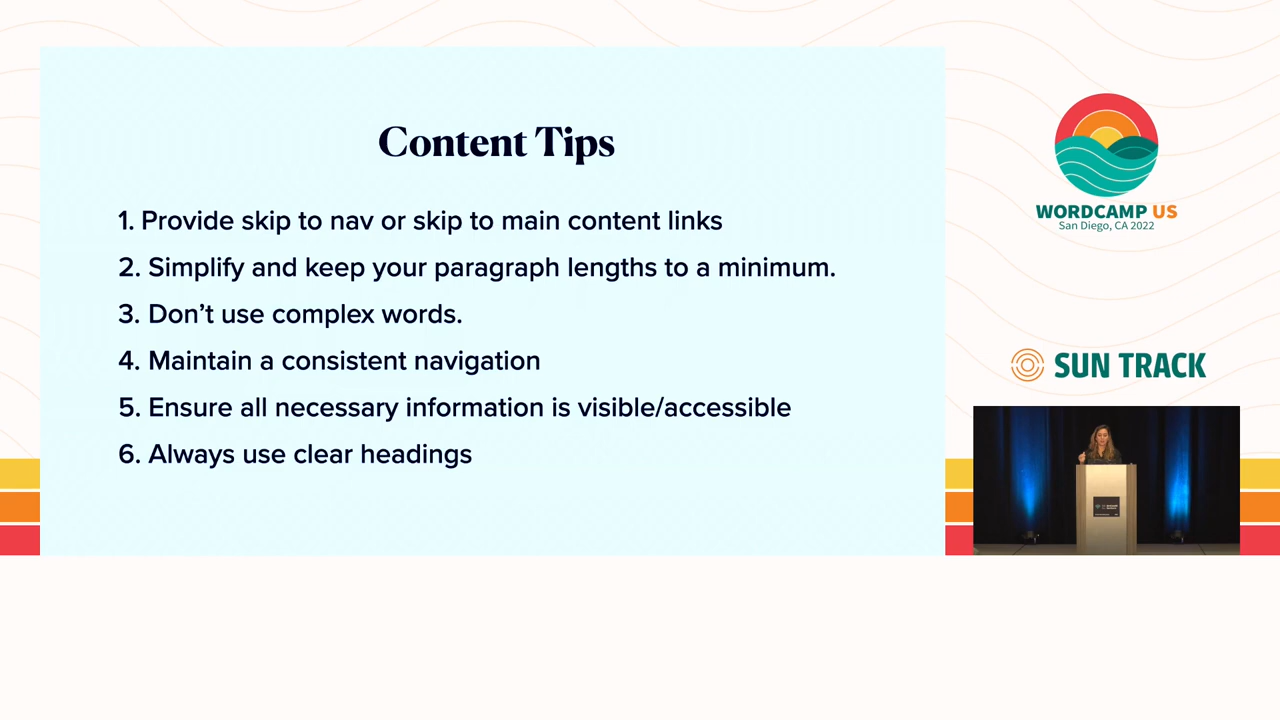 Content Tips
1. Provide skip to nav or skip to main content links
2. Simplify and keep your paragraph lengths to a minimum.
3. Don’t use complex words.
4. Maintain a consistent navigation
5. Ensure all necessary information is visible/accessible
6. Always use clear headings
WORDCAMP US
San Diego, CA 2022
SUN TRACK